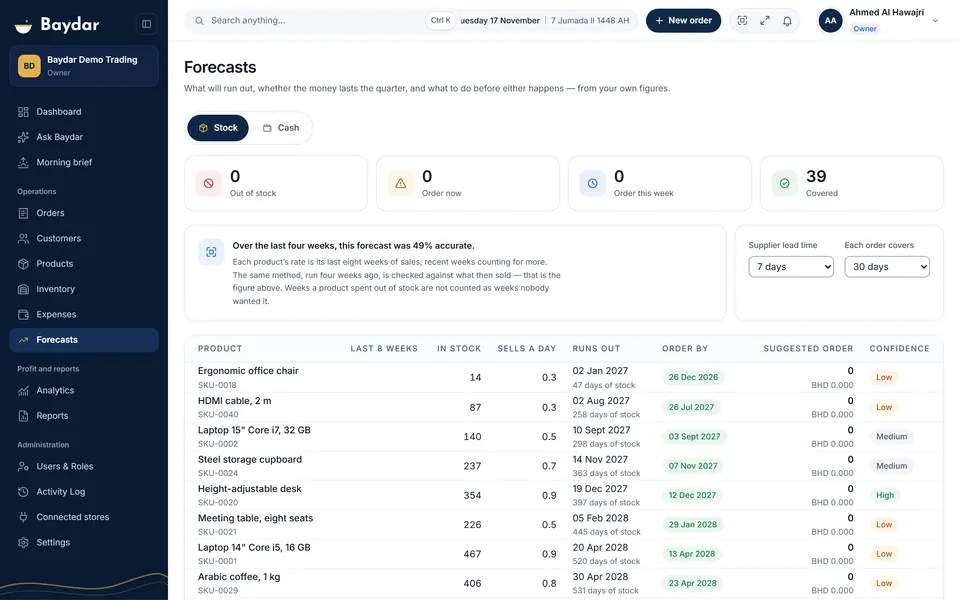 Baydar
BD
Baydar Demo Trading
Owner
Dashboard
Ask Baydar
Morning brief
Operations
Orders
Customers
Products
Inventory
Expenses
Forecasts
Profit and reports
Analytics
Reports
Administration
Users & Roles
Activity Log
Connected stores
Settings
Search anything...
Ctrl K
uesday 17 November | 7 Jumada II 1448 AH
+ New order
AA
Ahmed Al Hawajri
Owner
Forecasts
What will run out, whether the money lasts the quarter, and what to do before either happens — from your own figures.
Stock
Cash
0
Out of stock
0
Order now
0
Order this week
39
Covered
Over the last four weeks, this forecast was 49% accurate.
Each product's rate is its last eight weeks of sales, recent weeks counting for more.
The same method, run four weeks ago, is checked against what then sold — that is the
figure above. Weeks a product spent out of stock are not counted as weeks nobody
wanted it.
Supplier lead time
7 days
Each order covers
30 days
PRODUCT LAST 8 WEEKS IN STOCK SELLS A DAY RUNS OUT ORDER BY SUGGESTED ORDER CONFIDENCE
Ergonomic office chair 14 0.3 02 Jan 2027 26 Dec 2026 0 Low
SKU-0018 47 days of stock BHD 0.000
HDMI cable, 2 m 87 0.3 02 Aug 2027 26 Jul 2027 0 Low
SKU-0040 258 days of stock BHD 0.000
Laptop 15" Core i7, 32 GB 140 0.5 10 Sept 2027 03 Sept 2027 0 Medium
SKU-0002 298 days of stock BHD 0.000
Steel storage cupboard 237 0.7 14 Nov 2027 07 Nov 2027 0 Medium
SKU-0024 363 days of stock BHD 0.000
Height-adjustable desk 354 0.9 19 Dec 2027 12 Dec 2027 0 High
SKU-0020 397 days of stock BHD 0.000
Meeting table, eight seats 226 0.5 05 Feb 2028 29 Jan 2028 0 Low
SKU-0021 445 days of stock BHD 0.000
Laptop 14" Core i5, 16 GB 467 0.9 20 Apr 2028 13 Apr 2028 0 Low
SKU-0001 520 days of stock BHD 0.000
Arabic coffee, 1 kg 406 0.8 30 Apr 2028 23 Apr 2028 0 Low
SKU-0029 531 days of stock BHD 0.000